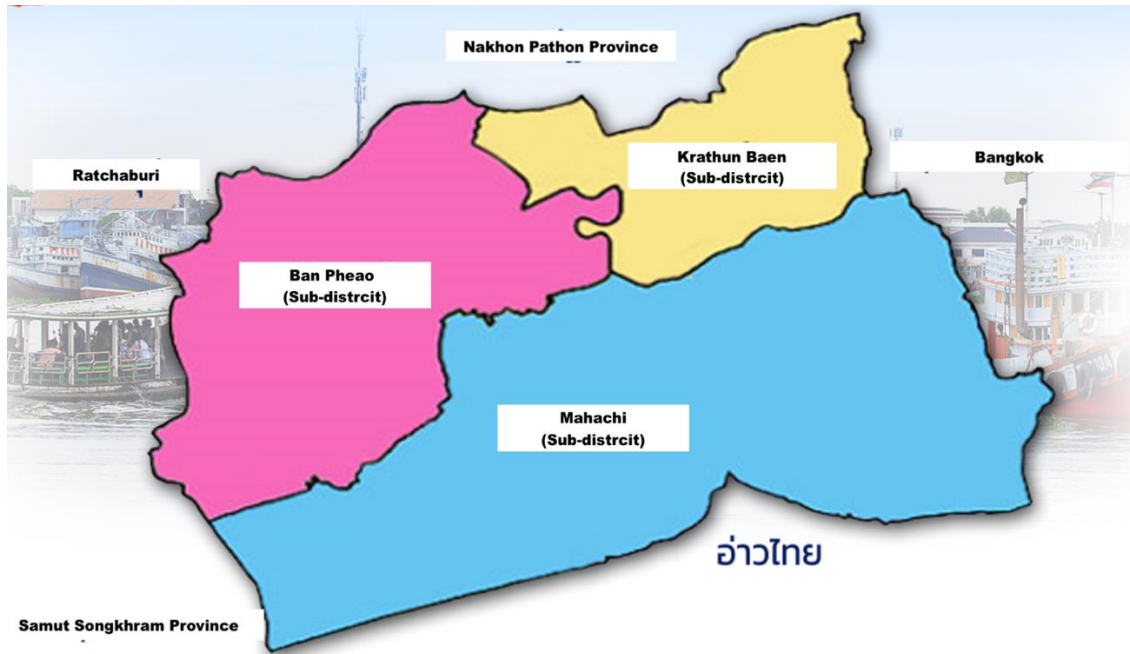 Nakhon Pathon Province
Ratchaburi
Krathun Baen
(Sub-distrcit)
Bangkok
Ban Pheao
(Sub-distrcit)
Mahachi
(Sub-distrcit)
อ่าวไทย
Samut Songkhram Province